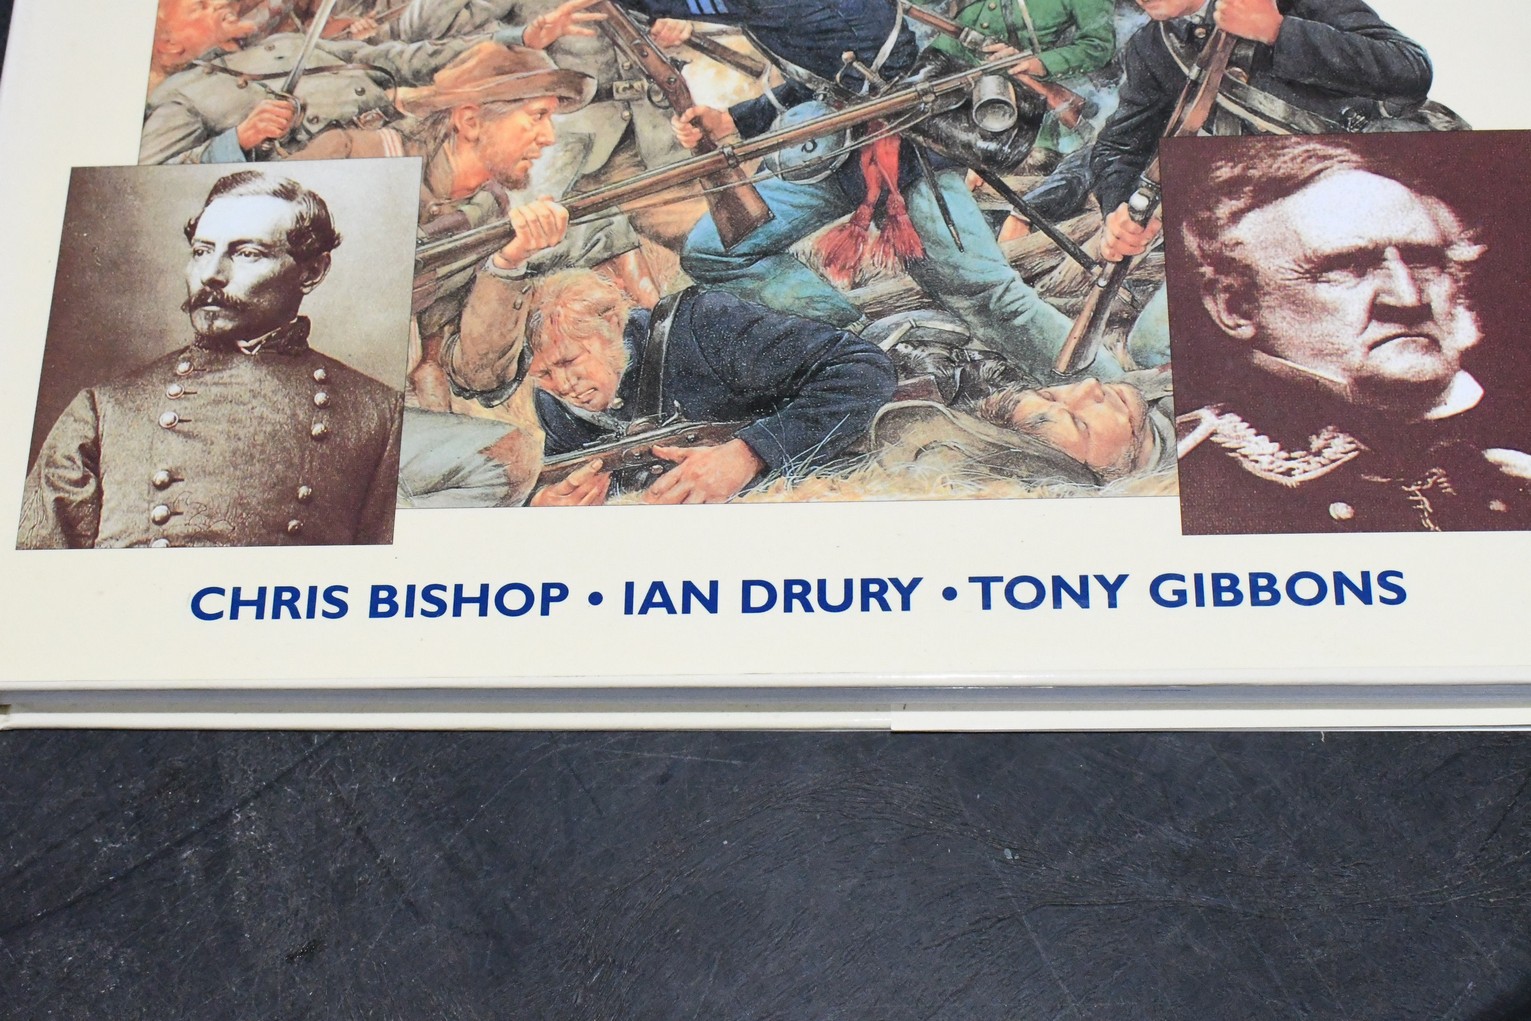 CHRIS BISHOP • IAN DRURY • TONY GIBBONS